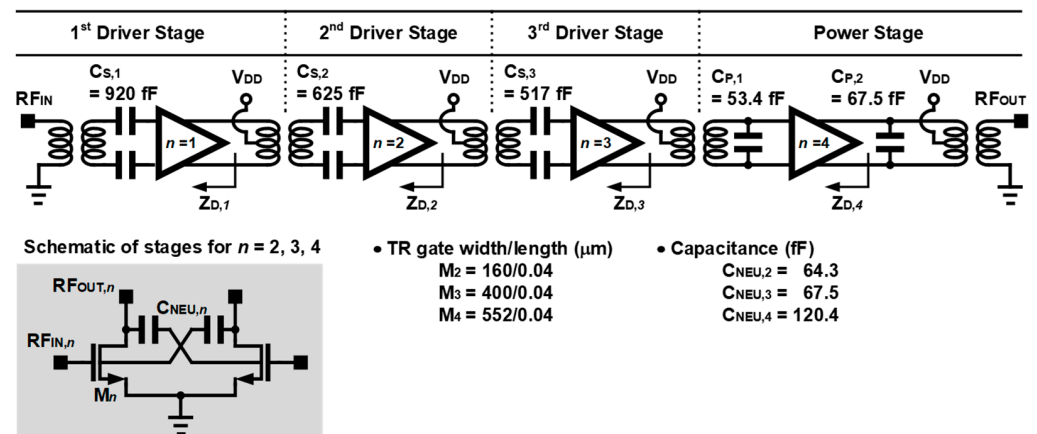 1st Driver Stage 2nd Driver Stage 3rd Driver Stage Power Stage
CS,1 = 920 fF
VDD
CS,2 = 625 fF
VDD
CS,3 = 517 fF
VDD
CP,1 = 53.4 fF
CP,2 = 67.5 fF
VDD
RFIN
RFOUT
n =1
n =2
n =3
n =4
ZD,1
ZD,2
ZD,3
ZD,4
Schematic of stages for n = 2, 3, 4
RFOUT,n
CNEU,n
RFIN,n
Mn
• TR gate width/length (μm)
M2 = 160/0.04
M3 = 400/0.04
M4 = 552/0.04
• Capacitance (fF)
CNEU,2 = 64.3
CNEU,3 = 67.5
CNEU,4 = 120.4